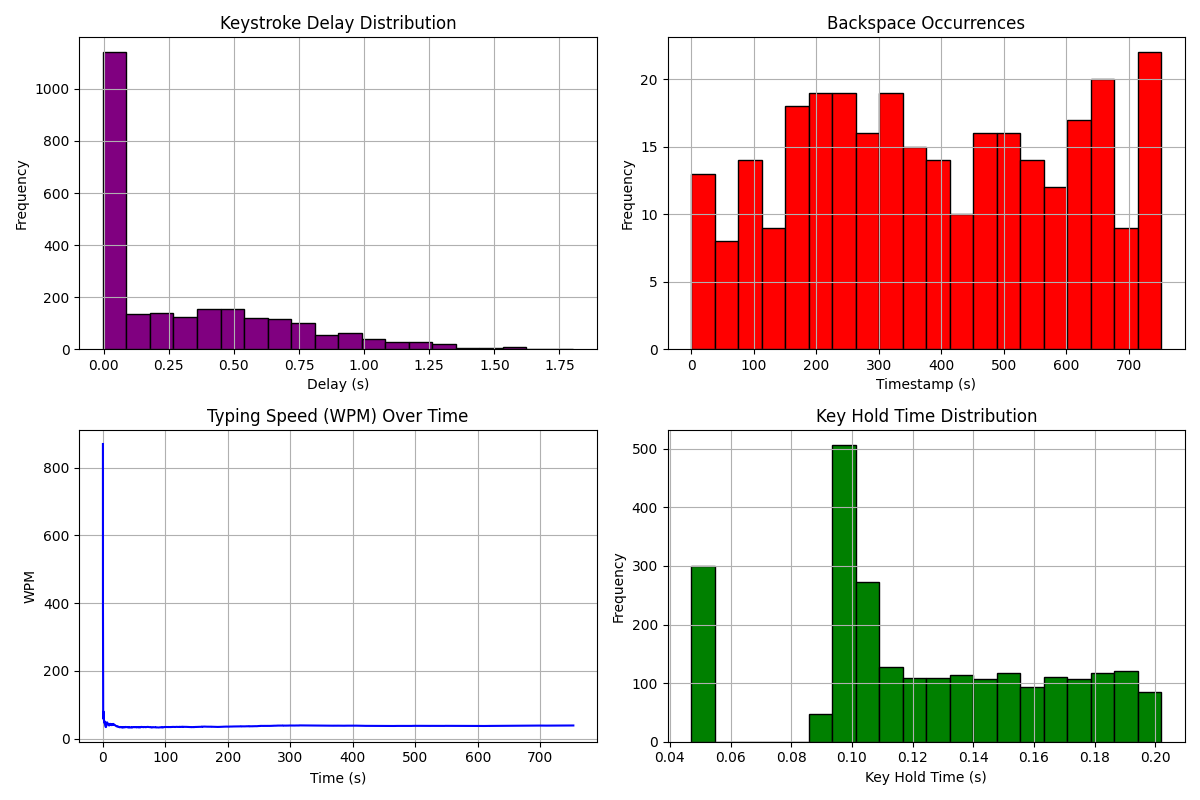 Keystroke Delay Distribution
1000
800
600
400
200
0
Frequency
0.00 0.25 0.50 0.75 1.00 1.25 1.50 1.75
Delay (s)
Backspace Occurrences
20
15
10
5
0
Frequency
0 100 200 300 400 500 600 700
Timestamp (s)
Typing Speed (WPM) Over Time
800
600
400
200
0
WPM
0 100 200 300 400 500 600 700
Time (s)
Key Hold Time Distribution
500
400
300
200
100
0
Frequency
0.04 0.06 0.08 0.10 0.12 0.14 0.16 0.18 0.20
Key Hold Time (s)